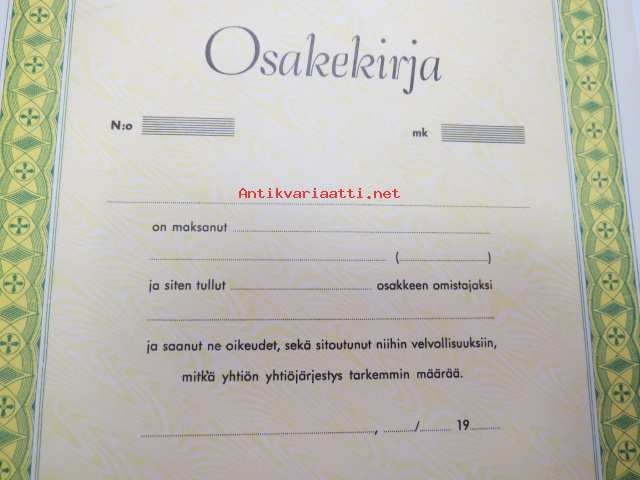 Osakekirja
N:o mk
Antikvariaatti.net
on maksanut
( )
ja siten tullut osakkeen omistajaksi
ja saanut ne oikeudet, sekä sitoutunut niihin velvollisuuksiin,
mitkä yhtiön yhtiöjärjestys tarkemmin määrää.
, / 19